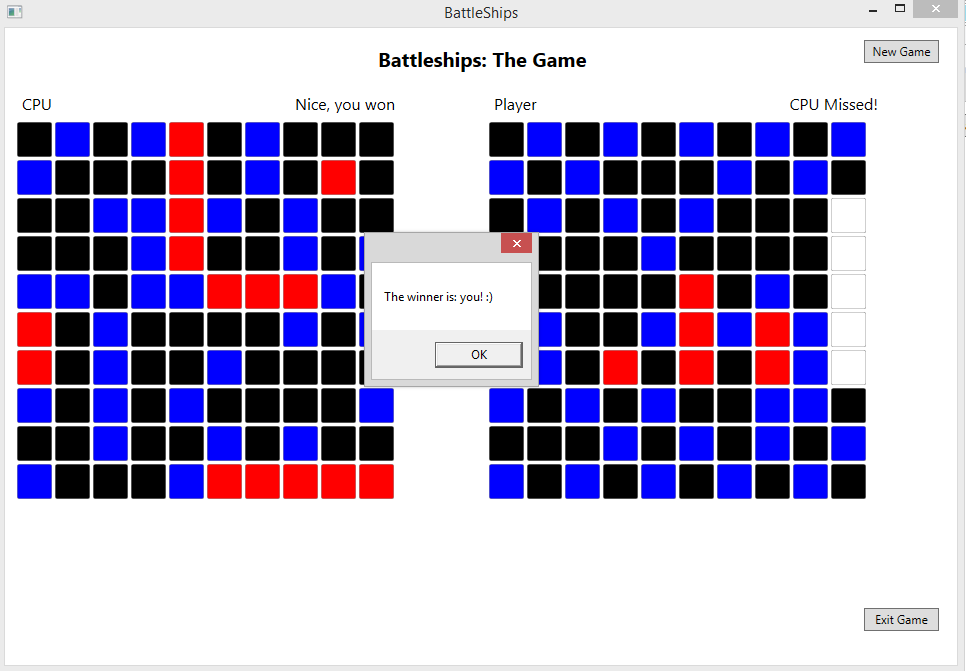 BattleShips
Battleships: The Game
New Game
CPU
Nice, you won
Player
CPU Missed!
The winner is: you! :)
OK
Exit Game